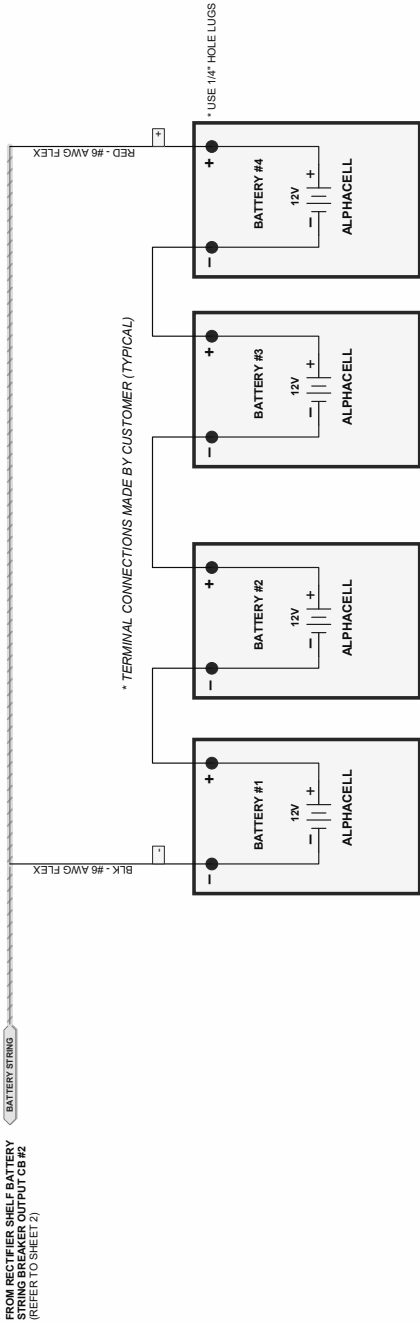 FROM RECTIFIER SHELF BATTERY
STRING BREAKER OUTPUT CB #2
(REFER TO SHEET 2)
BATTERY STRING
BLK - #6 AWG FLEX
-
RED - #6 AWG FLEX
+
* TERMINAL CONNECTIONS MADE BY CUSTOMER (TYPICAL)
* USE 1/4" HOLE LUGS
– +
BATTERY #1
12V
– +
ALPHACELL
– +
BATTERY #2
12V
– +
ALPHACELL
– +
BATTERY #3
12V
– +
ALPHACELL
– +
BATTERY #4
12V
– +
ALPHACELL